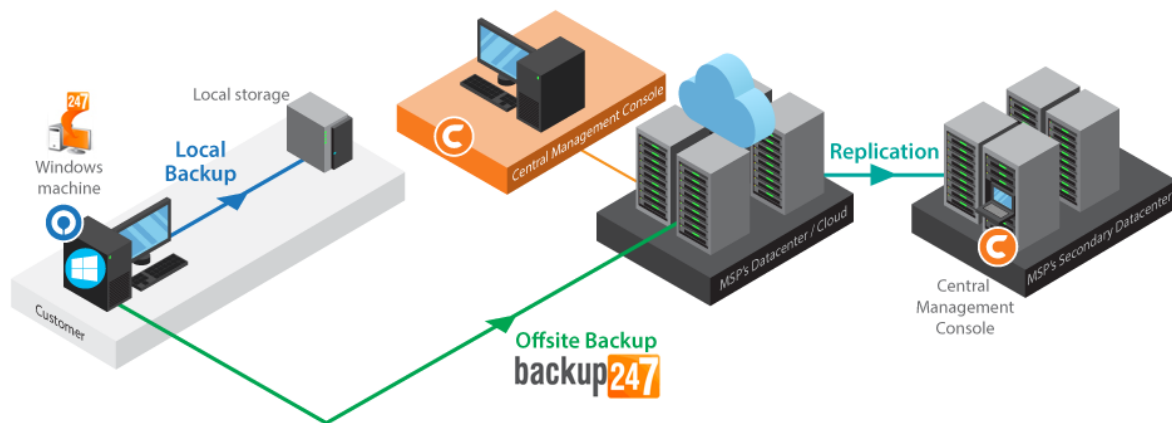 247
Windows
machine
Local storage
Local
Backup
Customer
Central Management Console
C
MSP's Datacenter / Cloud
Replication
MSP's Secondary Datacenter
C
Central
Management
Console
Offsite Backup
backup247